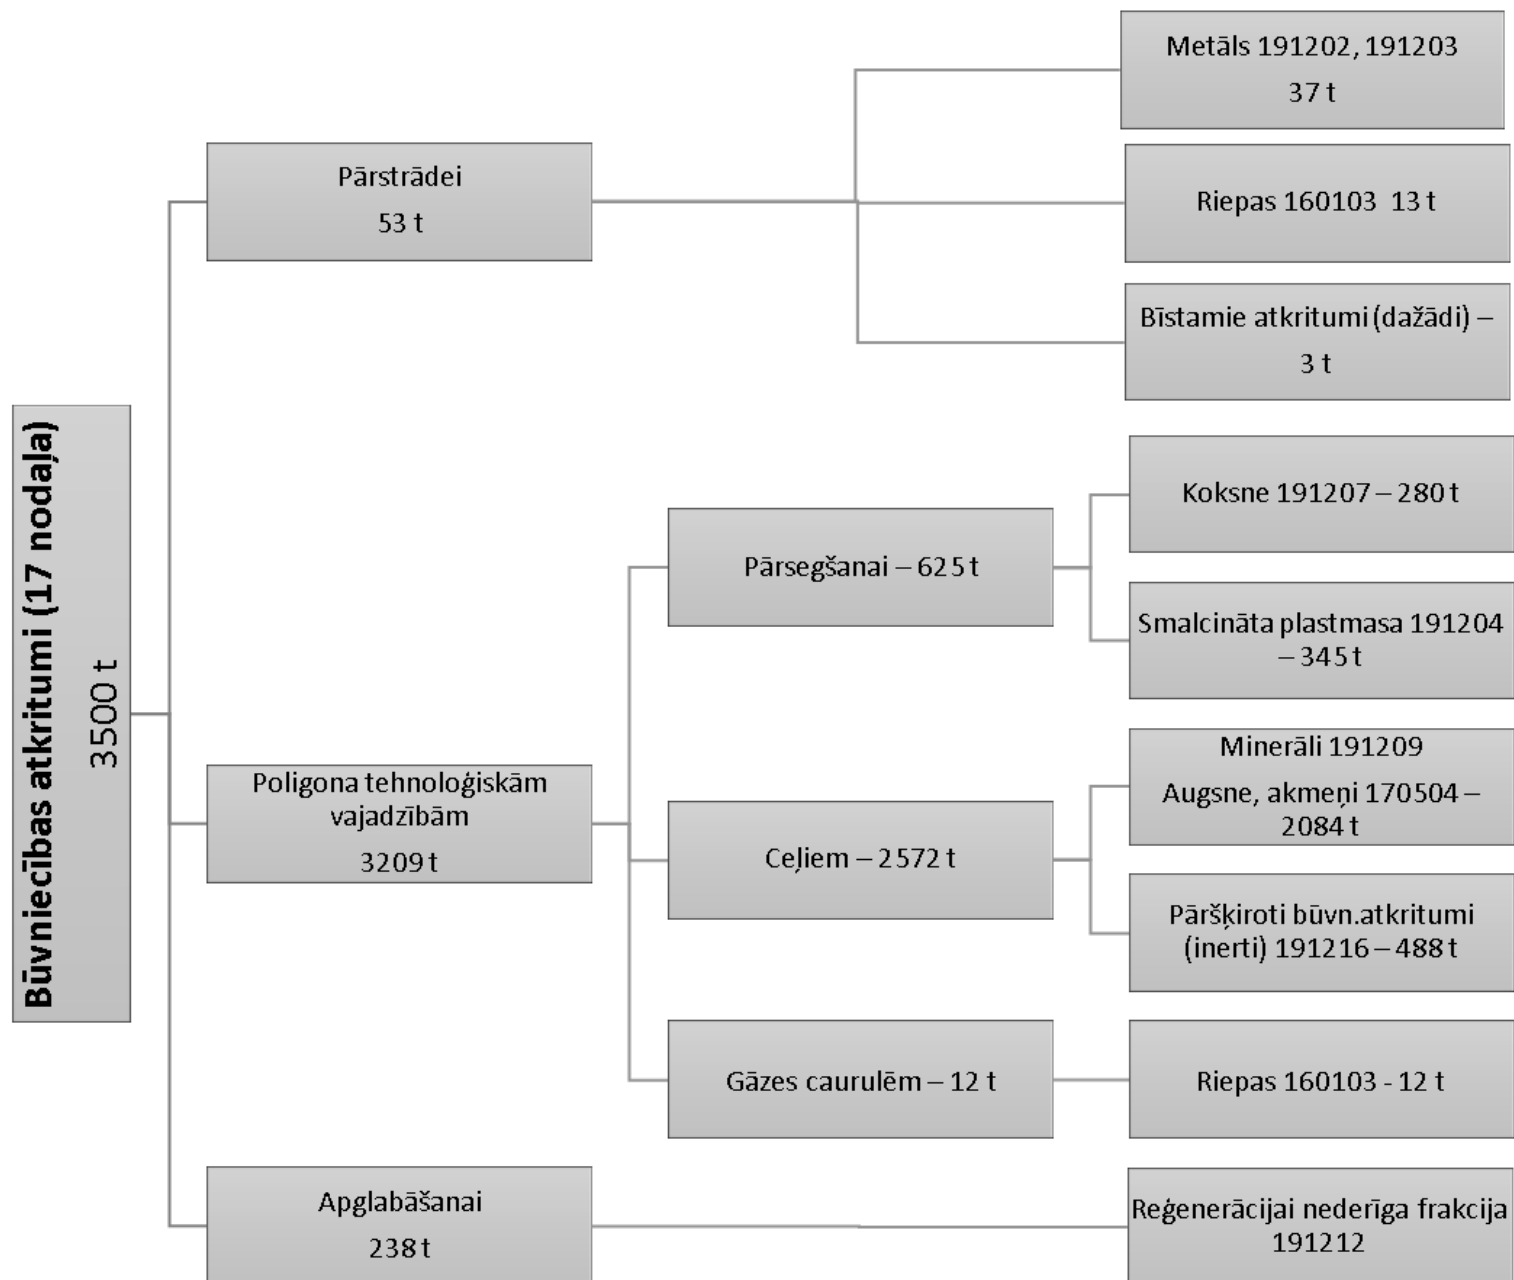 Būvniecības atkritumi (17 nodaļa)
3500 t
Pārstrādei
53 t
Metāls 191202, 191203
37 t
Riepas 160103 13 t
Bīstamie atkritumi (dažādi) –
3 t
Poligona tehnoloģiskām
vajadzībām
3209 t
Pārsegšanai – 625 t
Koksne 191207 – 280 t
Smalcināta plastmasa 191204
– 345 t
Ceļiem – 2572 t
Minerāli 191209
Augsne, akmeņi 170504 –
2084 t
Pāršķiroti būvn.atkritumi
(inerti) 191216 – 488 t
Gāzes caurulēm – 12 t
Riepas 160103 - 12 t
Apglabāšanai
238 t
Reģenerācijai nederīga frakcija
191212